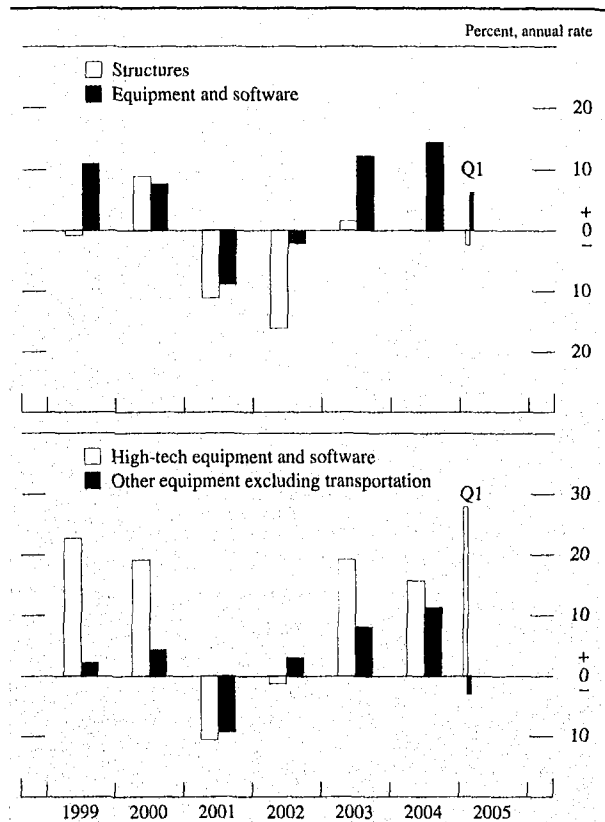 Percent, annual rate
Structures
Equipment and software
20
Q1
10
+
0
−
10
20
High-tech equipment and software
Other equipment excluding transportation
Q1
30
20
10
+
0
−
10
1999 2000 2001 2002 2003 2004 2005